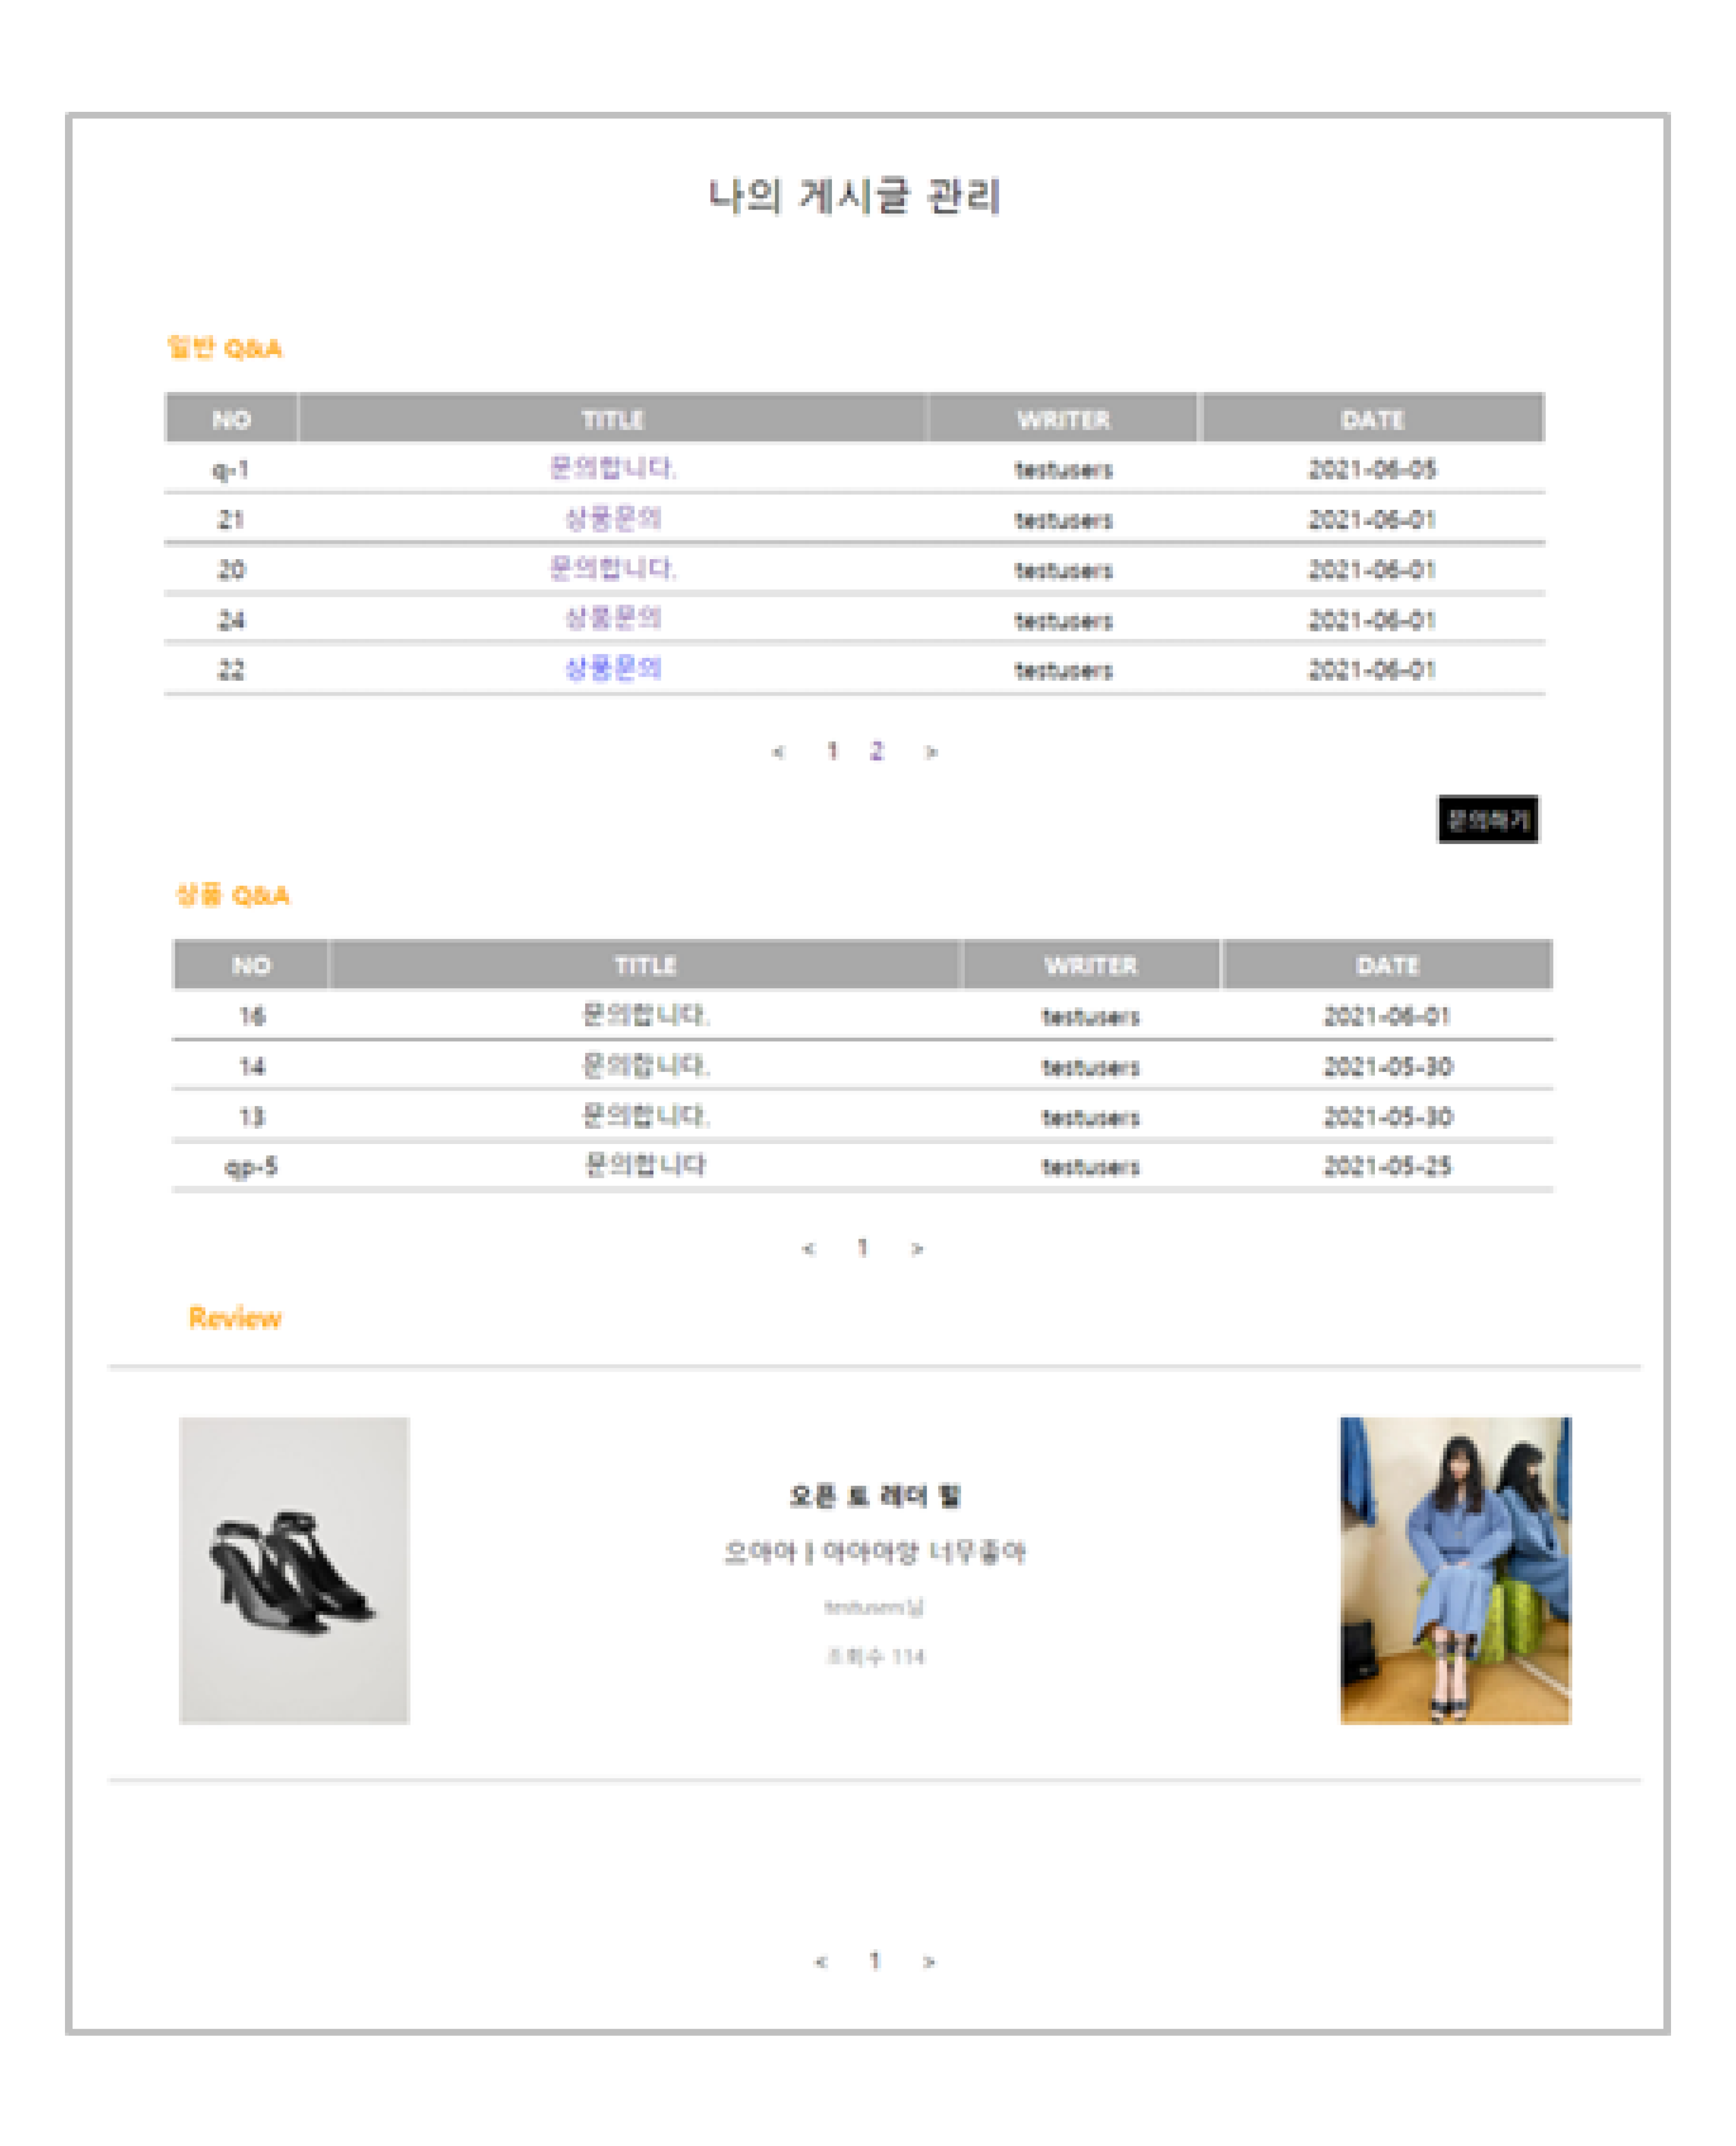 나의 게시글 관리
일반 Q&A
NO TITLE WRITER DATE
q-1 문의합니다. testusers 2021-06-05
21 상품문의 testusers 2021-06-01
20 문의합니다. testusers 2021-06-01
24 상품문의 testusers 2021-06-01
22 상품문의 testusers 2021-06-01
< 1 2 >
문의하기
상품 Q&A
NO TITLE WRITER DATE
16 문의합니다. testusers 2021-06-01
14 문의합니다. testusers 2021-05-30
13 문의합니다. testusers 2021-05-30
qp-5 문의합니다 testusers 2021-05-25
< 1 >
Review
오픈 토 레더 힐
너무좋아
testusers님
조회수 114
< 1 >